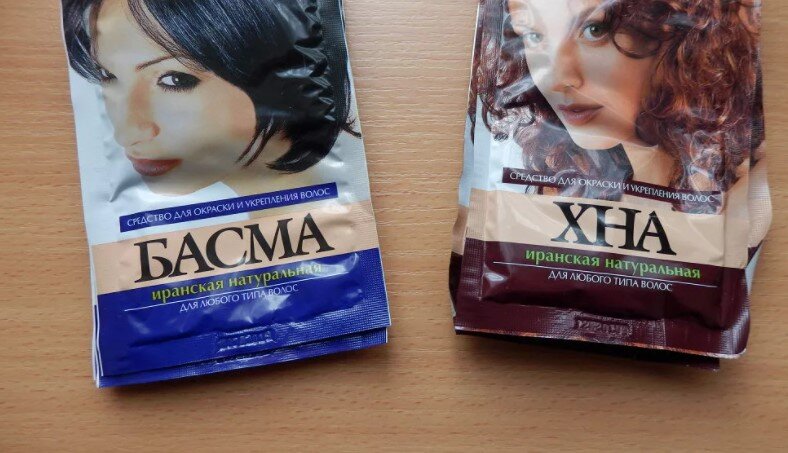 СРЕДСТВО ДЛЯ ОКРАСКИ И УКРЕПЛЕНИЯ ВОЛОС
БАСМА
иранская натуральная
ДЛЯ ЛЮБОГО ТИПА ВОЛОС
СРЕДСТВО ДЛЯ ОКРАСКИ И УКРЕПЛЕНИЯ ВОЛОС
ХНА
иранская натуральная
ДЛЯ ЛЮБОГО ТИПА ВОЛОС